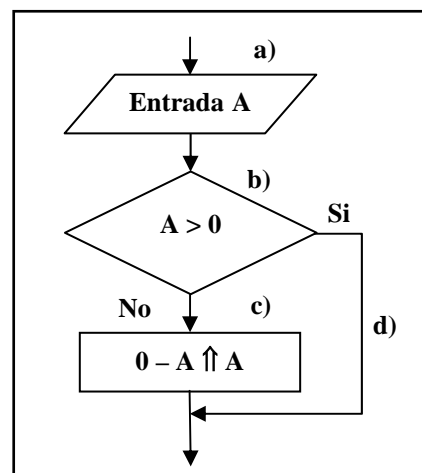 a)
Entrada A
b)
Si
A > 0
No
c)
d)
0 – A ⇑ A